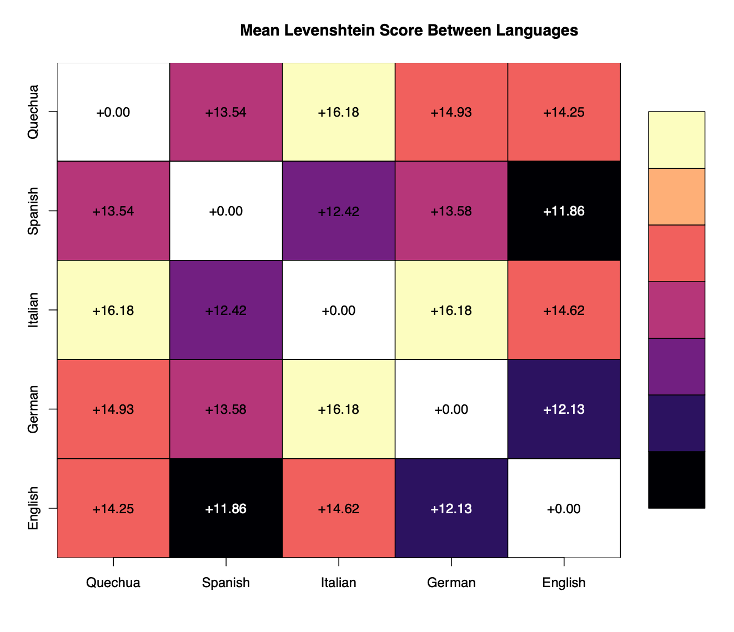 Mean Levenshtein Score Between Languages
Quechua +0.00 +13.54 +16.18 +14.93 +14.25
Spanish +13.54 +0.00 +12.42 +13.58 +11.86
Italian +16.18 +12.42 +0.00 +16.18 +14.62
German +14.93 +13.58 +16.18 +0.00 +12.13
English +14.25 +11.86 +14.62 +12.13 +0.00
Quechua Spanish Italian German English